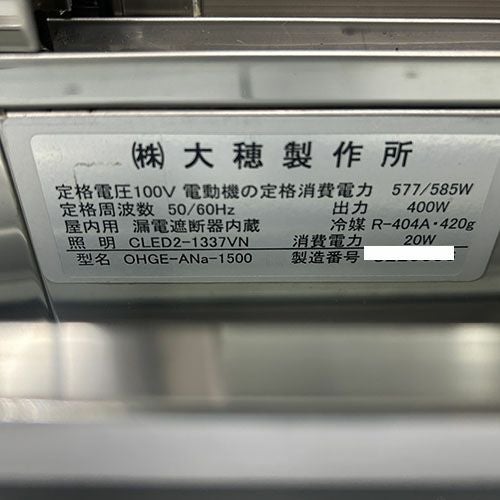 ㈱ 大穂製作所
定格電圧100V 電動機の定格消費電力 577/585W
定格周波数 50/60Hz 出力 400W
屋内用 漏電遮断器内蔵 冷媒 R-404A・420g
照明 CLED2-1337VN 消費電力 20W
型名 OHGE-ANa-1500 製造番号